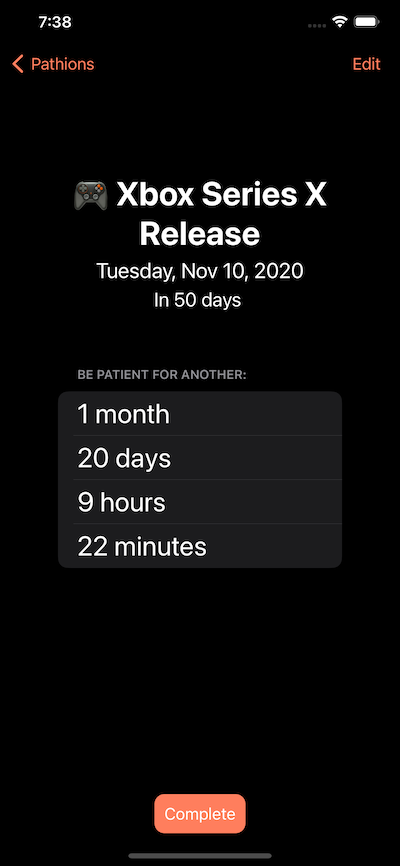 7:38
Pathions
Edit
Xbox Series X
Release
Tuesday, Nov 10, 2020
In 50 days
BE PATIENT FOR ANOTHER:
1 month
20 days
9 hours
22 minutes
Complete